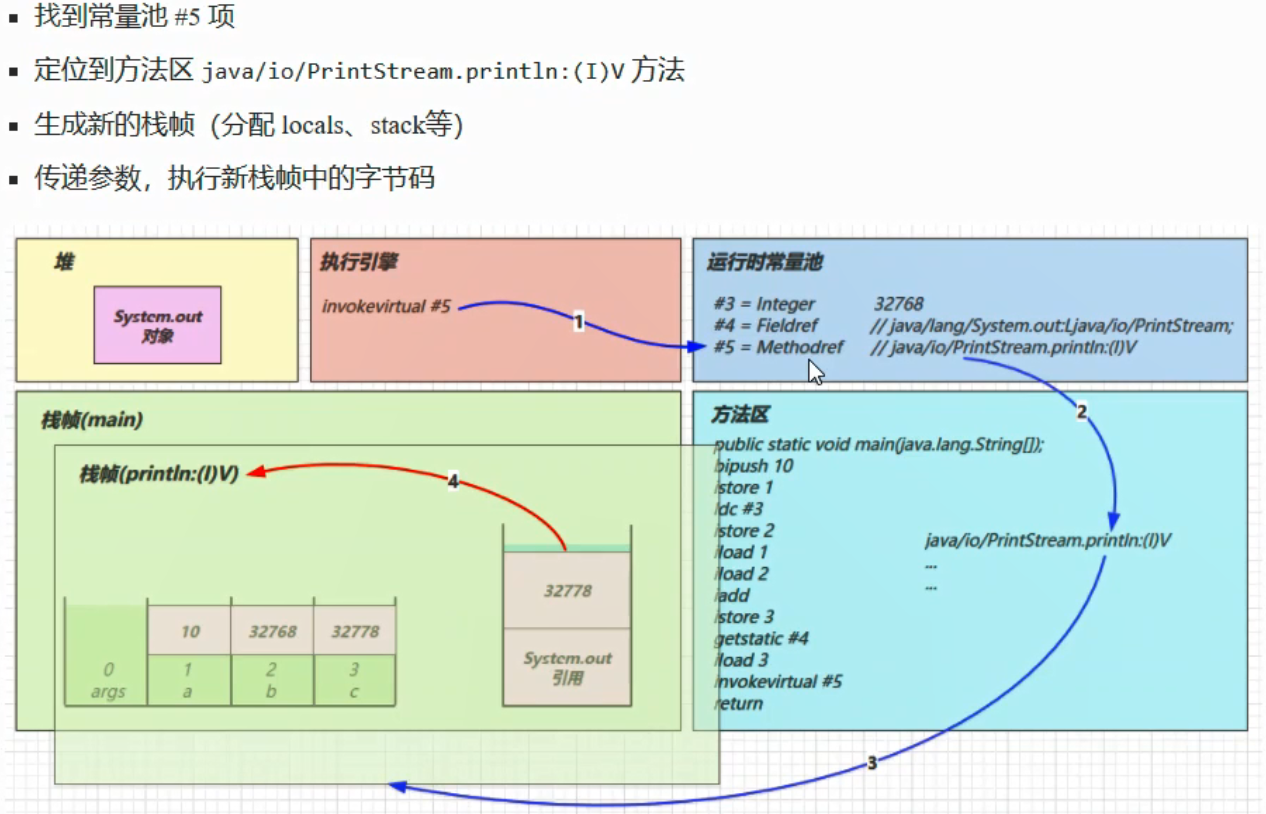 找到常量池 #5 项
定位到方法区 java/io/PrintStream.println:(I)V 方法
生成新的栈帧（分配 locals、stack等）
传递参数，执行新栈帧中的字节码
堆
System.out
对象
执行引擎
invokevirtual #5
1
运行时常量池
#3 = Integer 32768
#4 = Fieldref // java/lang/System.out:Ljava/io/PrintStream;
#5 = Methodref // java/io/PrintStream.println:(I)V
2
栈帧(main)
栈帧(println:(I)V)
4
32778
System.out
引用
10 32768 32778
0 1 2 3
args a b c
方法区
public static void main(java.lang.String[]);
bipush 10
istore 1
ldc #3
istore 2
iload 1
iload 2
iadd
istore 3
getstatic #4
iload 3
invokevirtual #5
return
java/io/PrintStream.println:(I)V
...
...
3